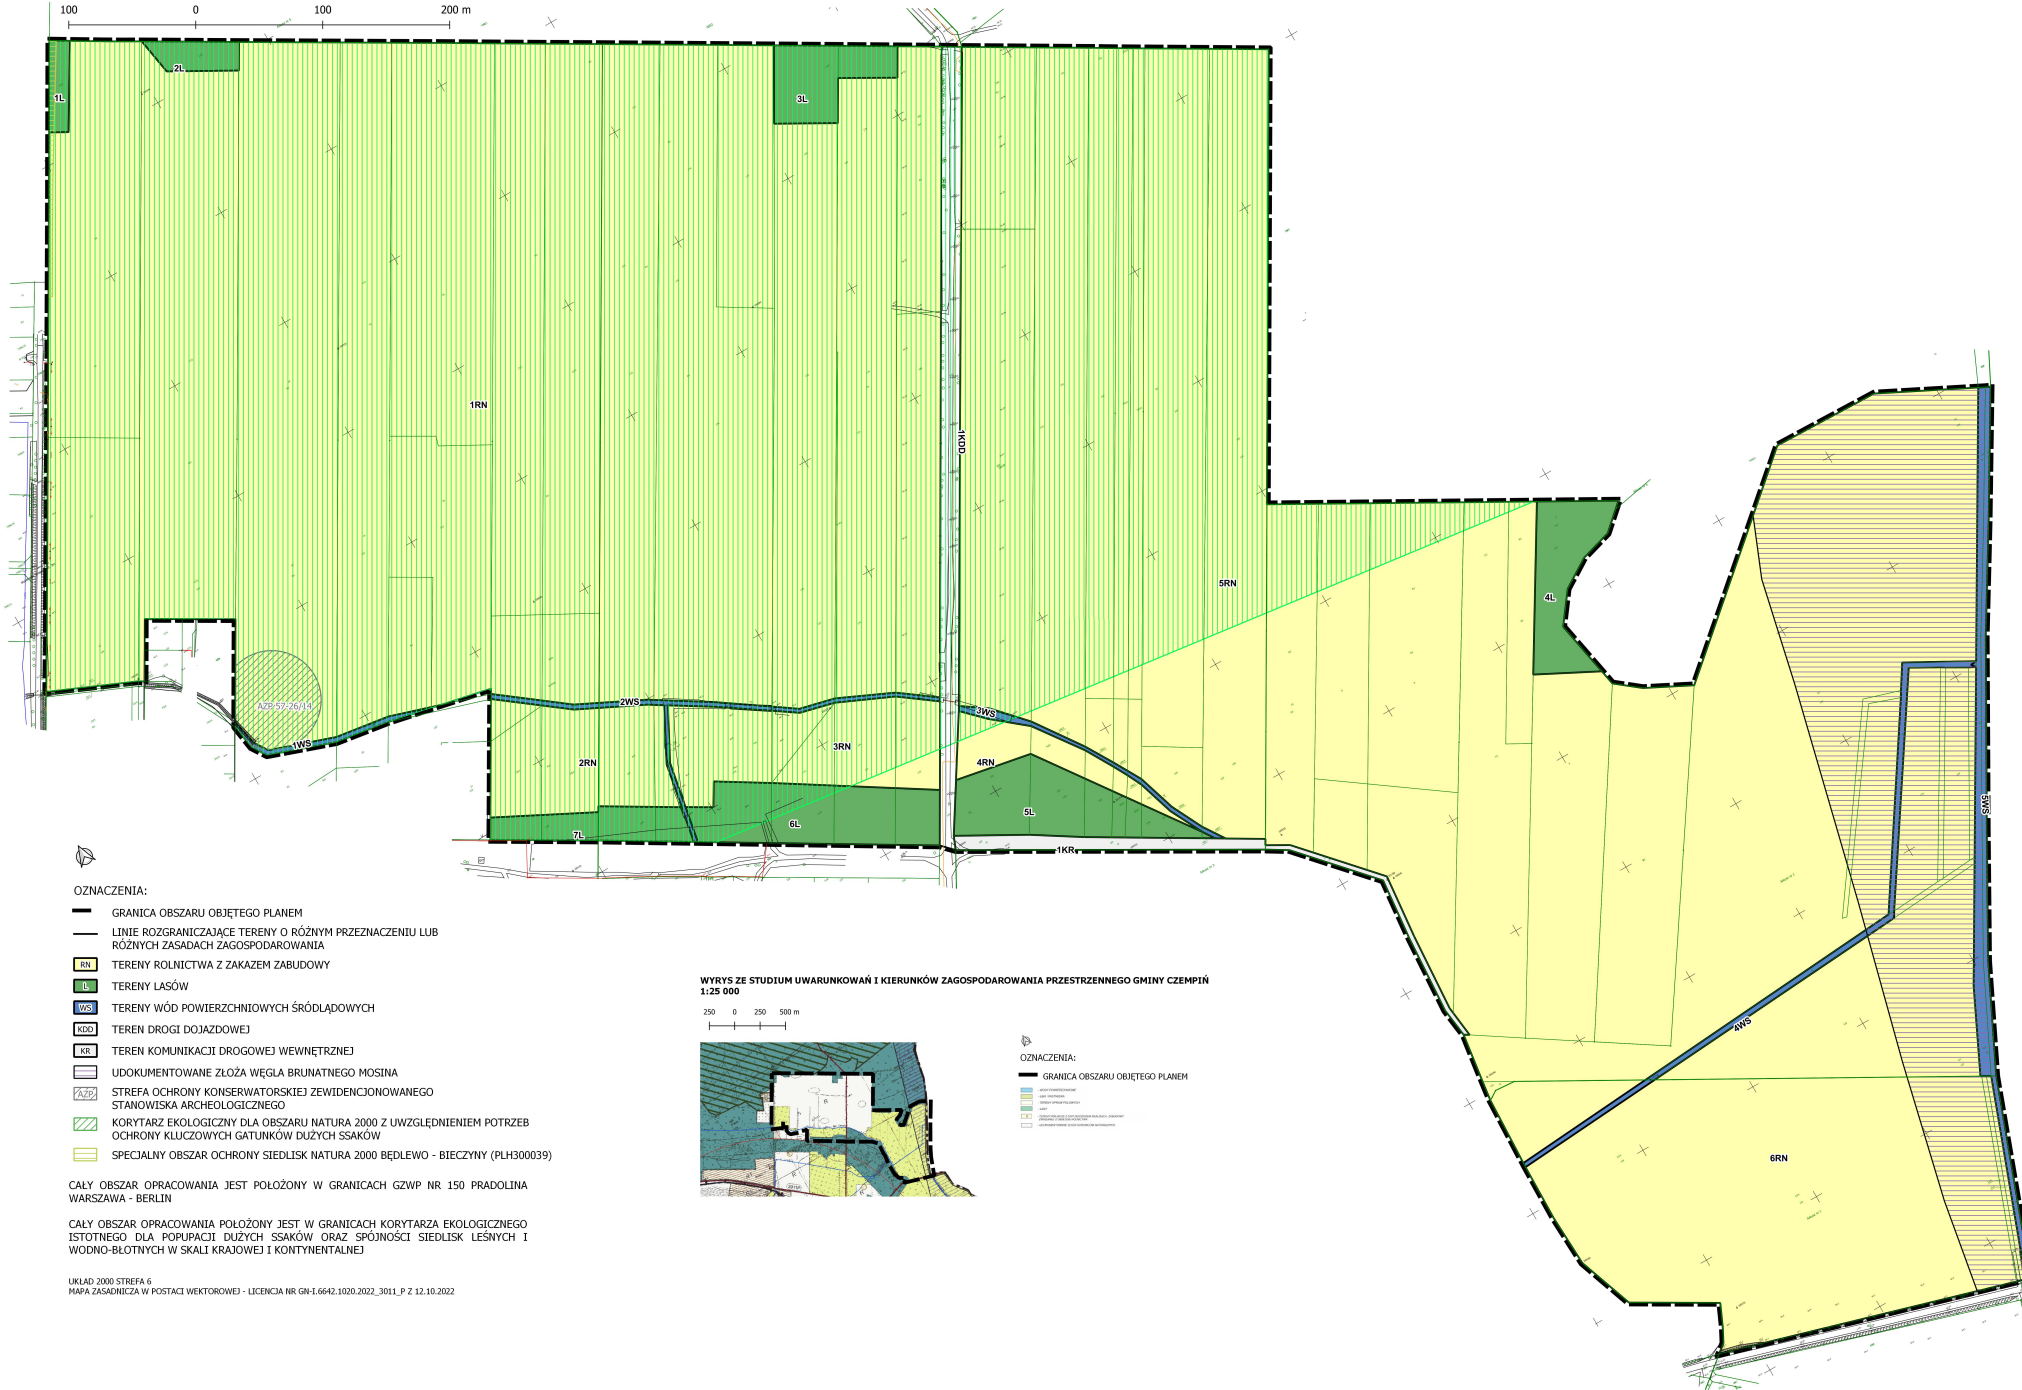 100 0 100 200 m
2L
1L
3L
1RN
1KDD
5RN
4L
AZP 57-26/14
1WS
2WS
3WS
2RN
3RN
4RN
5L
6L
7L
1KR
5WS
4WS
6RN
OZNACZENIA:
GRANICA OBSZARU OBJĘTEGO PLANEM
LINIE ROZGRANICZAJĄCE TERENY O RÓŻNYM PRZEZNACZENIU LUB
RÓŻNYCH ZASADACH ZAGOSPODAROWANIA
RN TERENY ROLNICTWA Z ZAKAZEM ZABUDOWY
L TERENY LASÓW
WS TERENY WÓD POWIERZCHNIOWYCH ŚRÓDLĄDOWYCH
KDD TEREN DROGI DOJAZDOWEJ
KR TEREN KOMUNIKACJI DROGOWEJ WEWNĘTRZNEJ
UDOKUMENTOWANE ZŁOŻA WĘGLA BRUNATNEGO MOSINA
AZP STREFA OCHRONY KONSERWATORSKIEJ ZEWIDENCJONOWANEGO
STANOWISKA ARCHEOLOGICZNEGO
KORYTARZ EKOLOGICZNY DLA OBSZARU NATURA 2000 Z UWZGLĘDNIENIEM POTRZEB
OCHRONY KLUCZOWYCH GATUNKÓW DUŻYCH SSAKÓW
SPECJALNY OBSZAR OCHRONY SIEDLISK NATURA 2000 BĘDLEWO - BIECZYNY (PLH300039)
CAŁY OBSZAR OPRACOWANIA JEST POŁOŻONY W GRANICACH GZWP NR 150 PRADOLINA
WARSZAWA - BERLIN
CAŁY OBSZAR OPRACOWANIA POŁOŻONY JEST W GRANICACH KORYTARZA EKOLOGICZNEGO
ISTOTNEGO DLA POPUPACJI DUŻYCH SSAKÓW ORAZ SPÓJNOŚCI SIEDLISK LEŚNYCH I
WODNO-BŁOTNYCH W SKALI KRAJOWEJ I KONTYNENTALNEJ
UKŁAD 2000 STREFA 6
MAPA ZASADNICZA W POSTACI WEKTOROWEJ - LICENCJA NR GN-I.6642.1020.2022_3011_P Z 12.10.2022
WYRYS ZE STUDIUM UWARUNKOWAŃ I KIERUNKÓW ZAGOSPODAROWANIA PRZESTRZENNEGO GMINY CZEMPIŃ
1:25 000
250 0 250 500 m
OZNACZENIA:
GRANICA OBSZARU OBJĘTEGO PLANEM